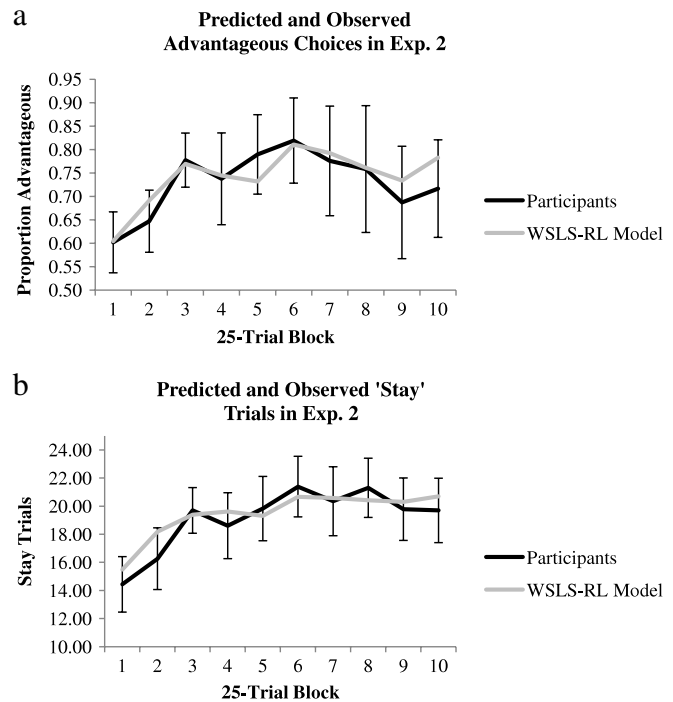 a
Predicted and Observed
Advantageous Choices in Exp. 2
Proportion Advantageous
0.95
0.90
0.85
0.80
0.75
0.70
0.65
0.60
0.55
0.50
1 2 3 4 5 6 7 8 9 10
25-Trial Block
Participants
WSLS-RL Model
b
Predicted and Observed 'Stay'
Trials in Exp. 2
Stay Trials
24.00
22.00
20.00
18.00
16.00
14.00
12.00
10.00
1 2 3 4 5 6 7 8 9 10
25-Trial Block
Participants
WSLS-RL Model